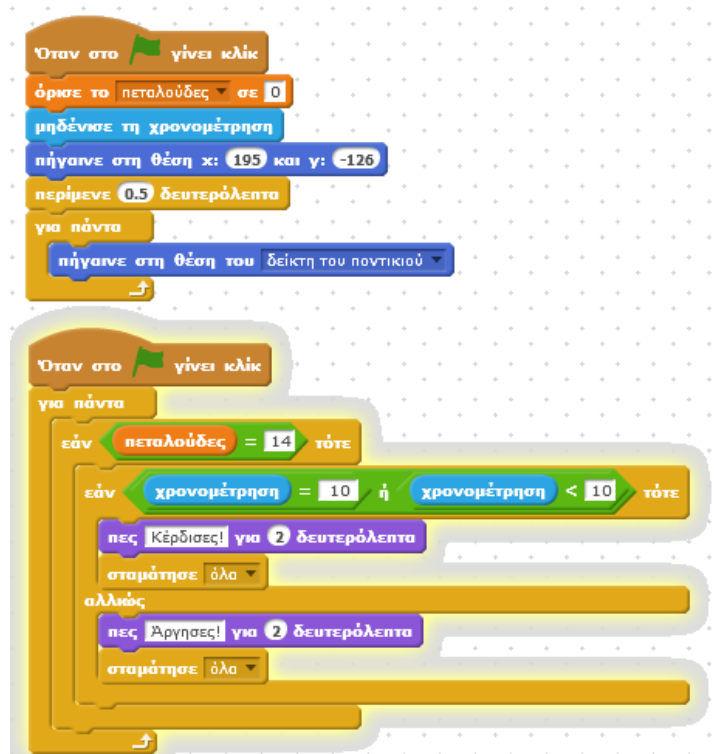 Όταν στο γίνει κλίκ
όρισε το πεταλούδες σε 0
μηδένισε τη χρονομέτρηση
πήγαινε στη θέση x: 195 και y: -126
περίμενε 0.5 δευτερόλεπτα
για πάντα
πήγαινε στη θέση του δείκτη του ποντικιού
Όταν στο γίνει κλίκ
για πάντα
εάν πεταλούδες = 14 τότε
εάν χρονομέτρηση = 10 ή χρονομέτρηση < 10 τότε
πες Κέρδισες! για 2 δευτερόλεπτα
σταμάτησε όλα
αλλιώς
πες Άργησες! για 2 δευτερόλεπτα
σταμάτησε όλα